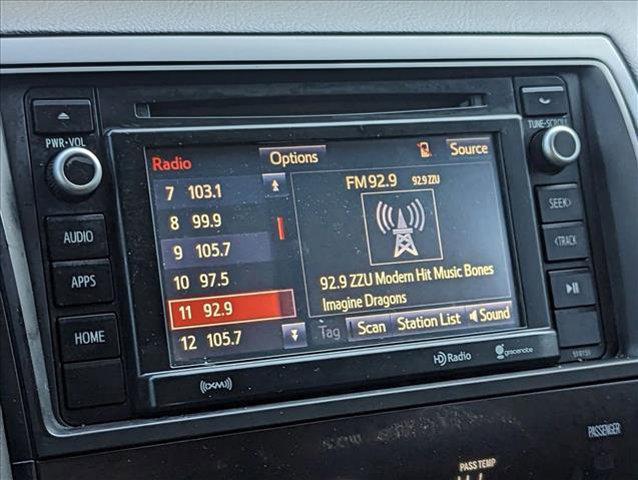 PWR•VOL
TUNE•SCROLL
AUDIO
APPS
HOME
SEEK>
<TRACK
Radio
Options
Source
7 103.1
8 99.9
9 105.7
10 97.5
11 92.9
12 105.7
FM 92.9 92.9 ZZU
92.9 ZZU Modern Hit Music Bones
Imagine Dragons
Tag Scan Station List Sound
((XM))
HD Radio
gracenote
PASSENGER
PASS TEMP